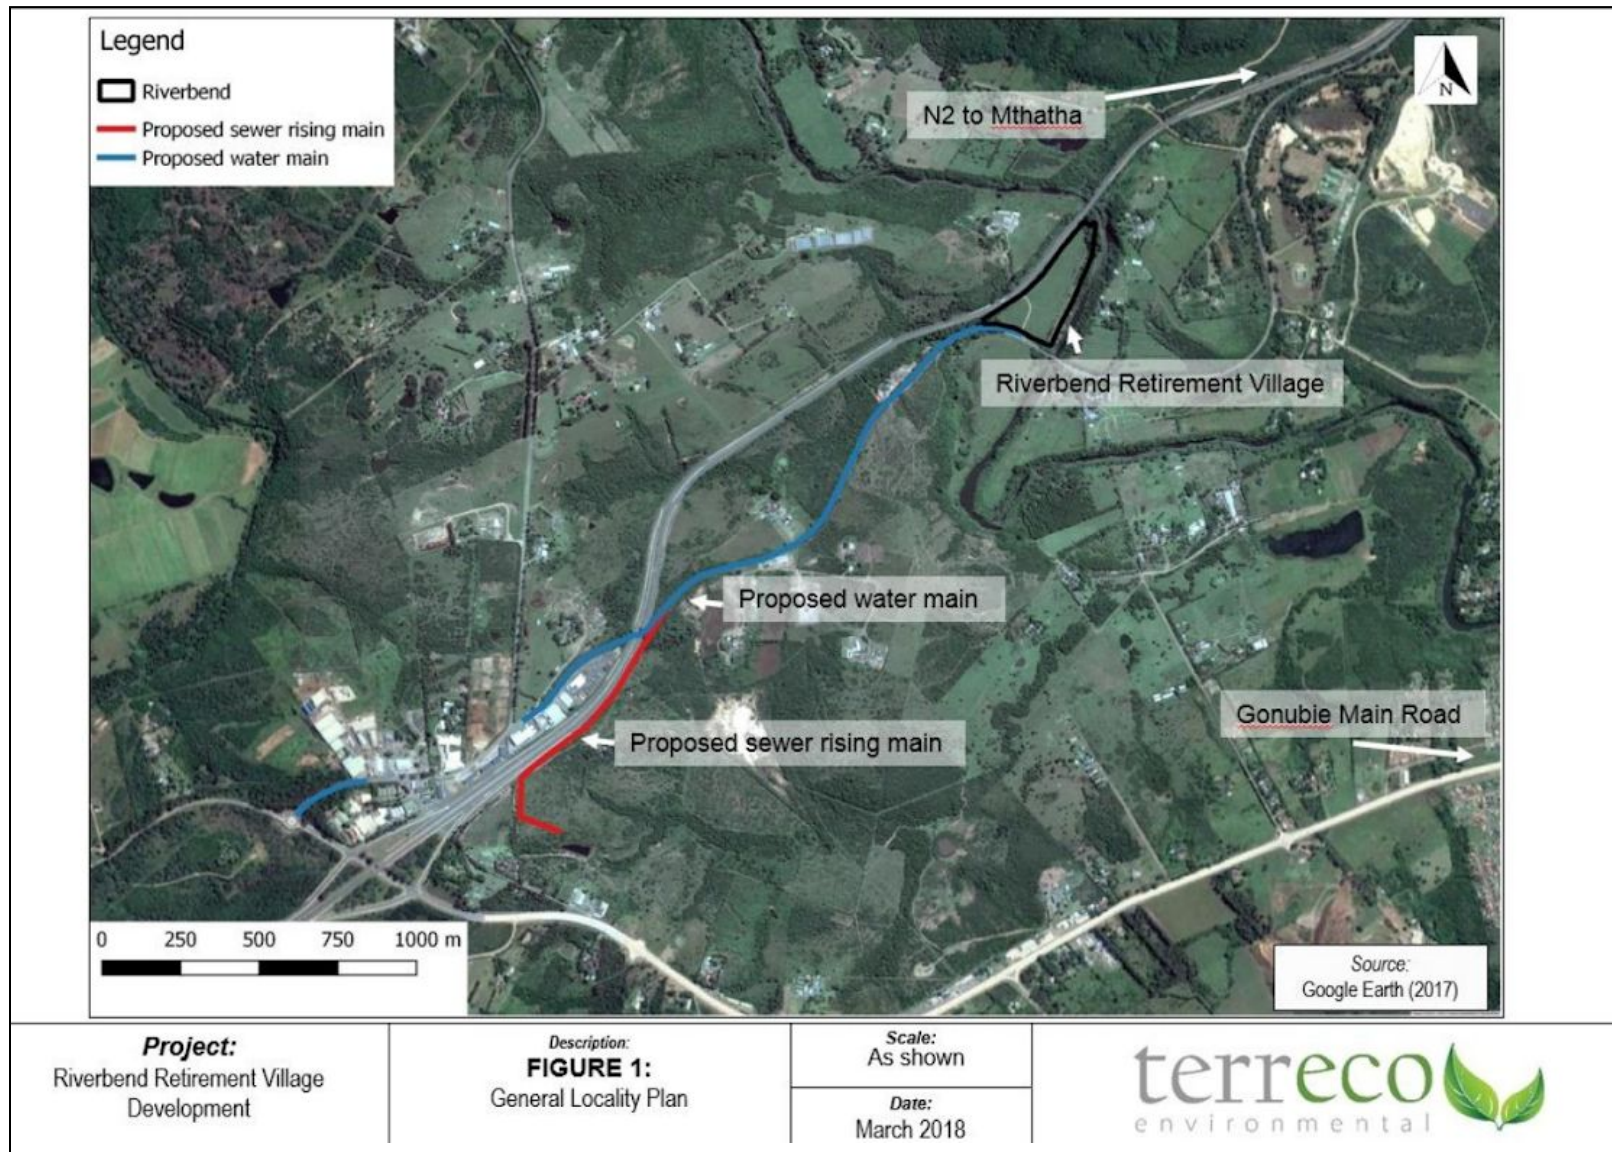 Legend
Riverbend
Proposed sewer rising main
Proposed water main
N2 to Mthatha
N
Riverbend Retirement Village
Proposed water main
Proposed sewer rising main
Gonubie Main Road
0 250 500 750 1000 m
Source:
Google Earth (2017)
Project:
Riverbend Retirement Village
Development
Description:
FIGURE 1:
General Locality Plan
Scale:
As shown
Date:
March 2018
terreco
environmental